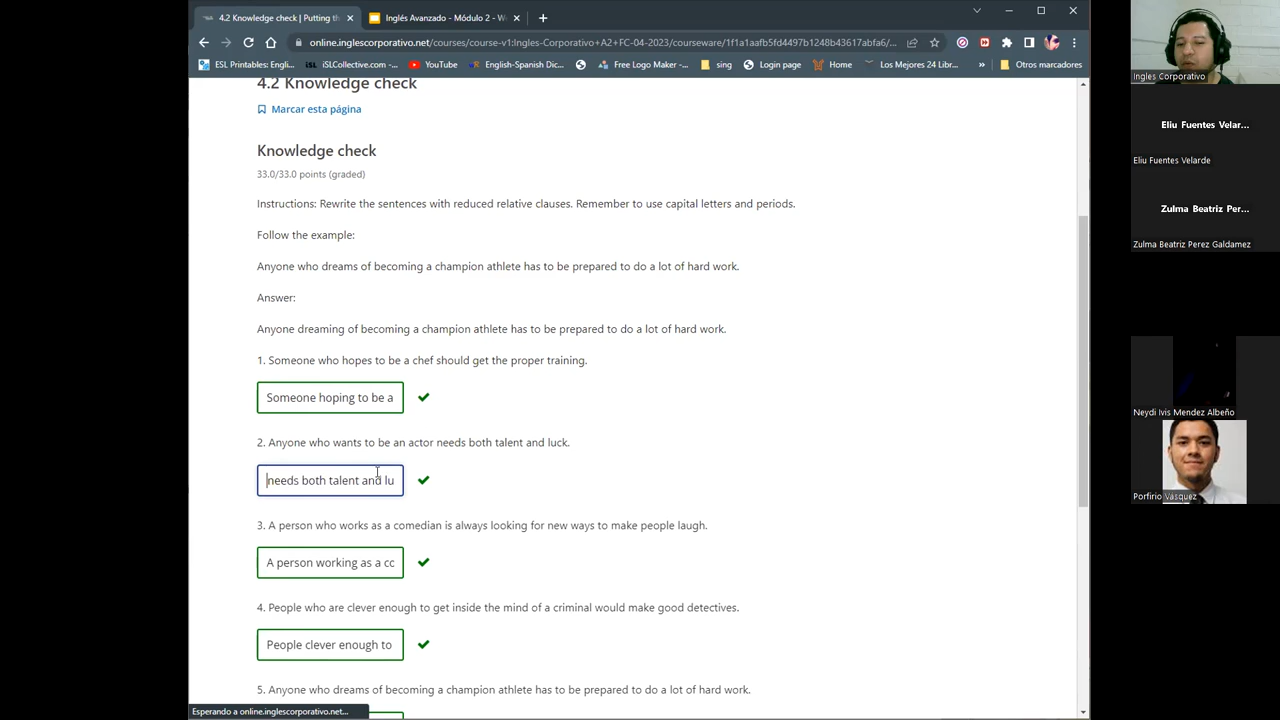 4.2 Knowledge check | Putting th
Inglés Avanzado - Módulo 2 - W
online.inglescorporativo.net/courses/course-v1:Ingles-Corporativo+A2+FC-04-2023/courseware/1f1a1aafb5fd4497b1248b43617abfa6/...
ESL Printables: Engli...
iSLCollective.com -...
YouTube
English-Spanish Dic...
Free Logo Maker -...
sing
Login page
Home
Los Mejores 24 Libr...
»
Otros marcadores
4.2 Knowledge check
Marcar esta página
Knowledge check
33.0/33.0 points (graded)
Instructions: Rewrite the sentences with reduced relative clauses. Remember to use capital letters and periods.
Follow the example:
Anyone who dreams of becoming a champion athlete has to be prepared to do a lot of hard work.
Answer:
Anyone dreaming of becoming a champion athlete has to be prepared to do a lot of hard work.
1. Someone who hopes to be a chef should get the proper training.
Someone hoping to be a
2. Anyone who wants to be an actor needs both talent and luck.
needs both talent and lu
3. A person who works as a comedian is always looking for new ways to make people laugh.
A person working as a cc
4. People who are clever enough to get inside the mind of a criminal would make good detectives.
People clever enough to
5. Anyone who dreams of becoming a champion athlete has to be prepared to do a lot of hard work.
Esperando a online.inglescorporativo.net...
Ingles Corporativo
Eliu Fuentes Velar...
Eliu Fuentes Velarde
Zulma Beatriz Per...
Zulma Beatriz Perez Galdamez
Neydi Ivis Mendez Albeño
Porfirio Vasquez